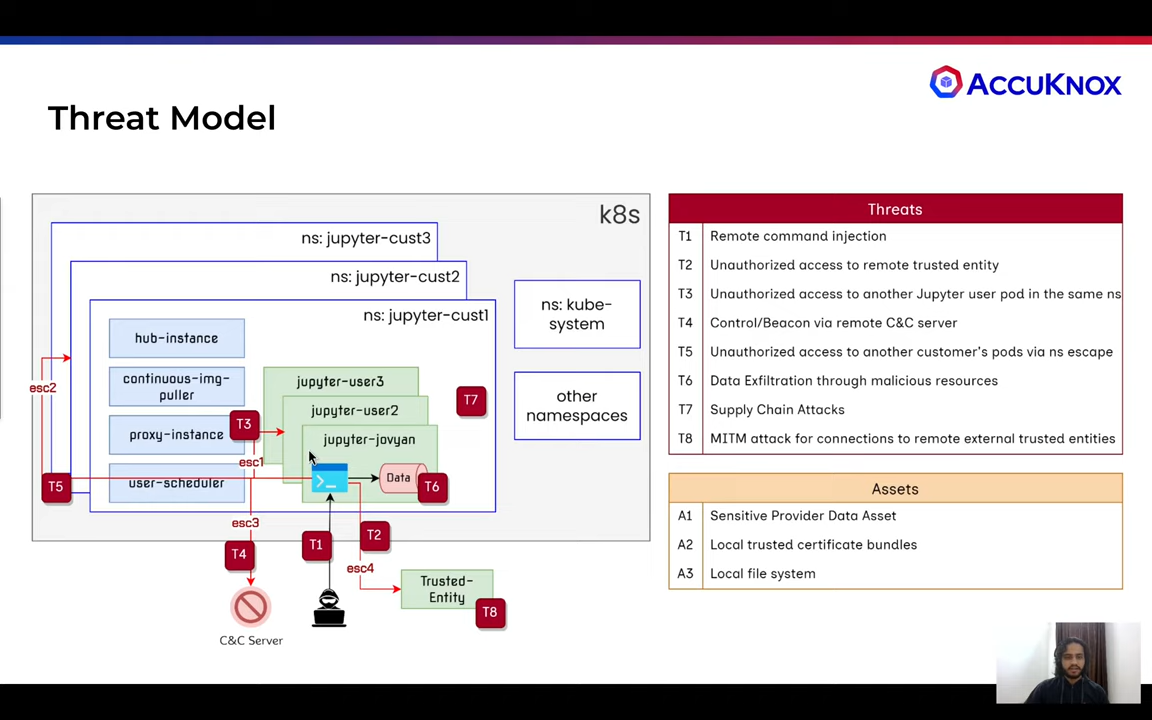 AccuKnox
Threat Model
k8s
ns: jupyter-cust3
ns: jupyter-cust2
ns: jupyter-cust1
hub-instance
continuous-img-
puller
proxy-instance
user-scheduler
jupyter-user3
jupyter-user2
jupyter-jovyan
Data
ns: kube-
system
other
namespaces
esc2
T3
esc1
T7
T5
T6
esc3
T4
T1
T2
esc4
Trusted-
Entity
T8
C&C Server
Threats
T1 Remote command injection
T2 Unauthorized access to remote trusted entity
T3 Unauthorized access to another Jupyter user pod in the same ns
T4 Control/Beacon via remote C&C server
T5 Unauthorized access to another customer's pods via ns escape
T6 Data Exfiltration through malicious resources
T7 Supply Chain Attacks
T8 MITM attack for connections to remote external trusted entities
Assets
A1 Sensitive Provider Data Asset
A2 Local trusted certificate bundles
A3 Local file system